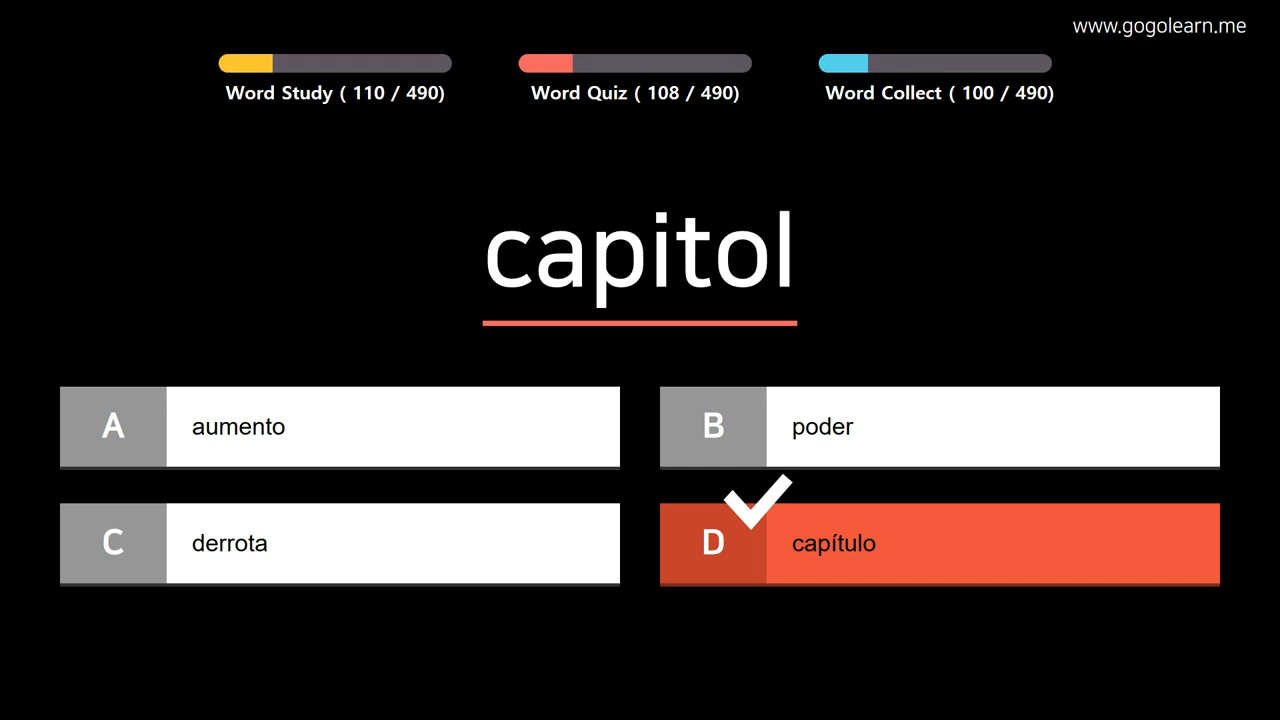 www.gogolearn.me
Word Study ( 110 / 490)
Word Quiz ( 108 / 490)
Word Collect ( 100 / 490)
capitol
A aumento
B poder
C derrota
D capítulo